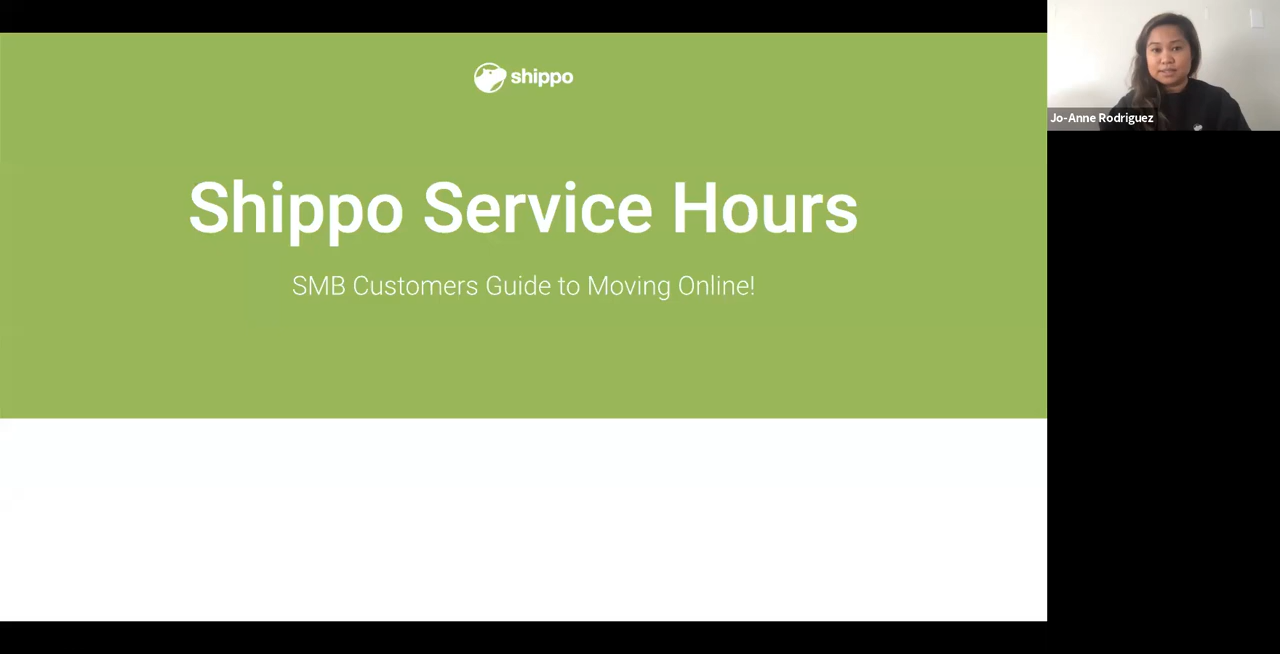 shippo
Shippo Service Hours
SMB Customers Guide to Moving Online!
Jo-Anne Rodriguez